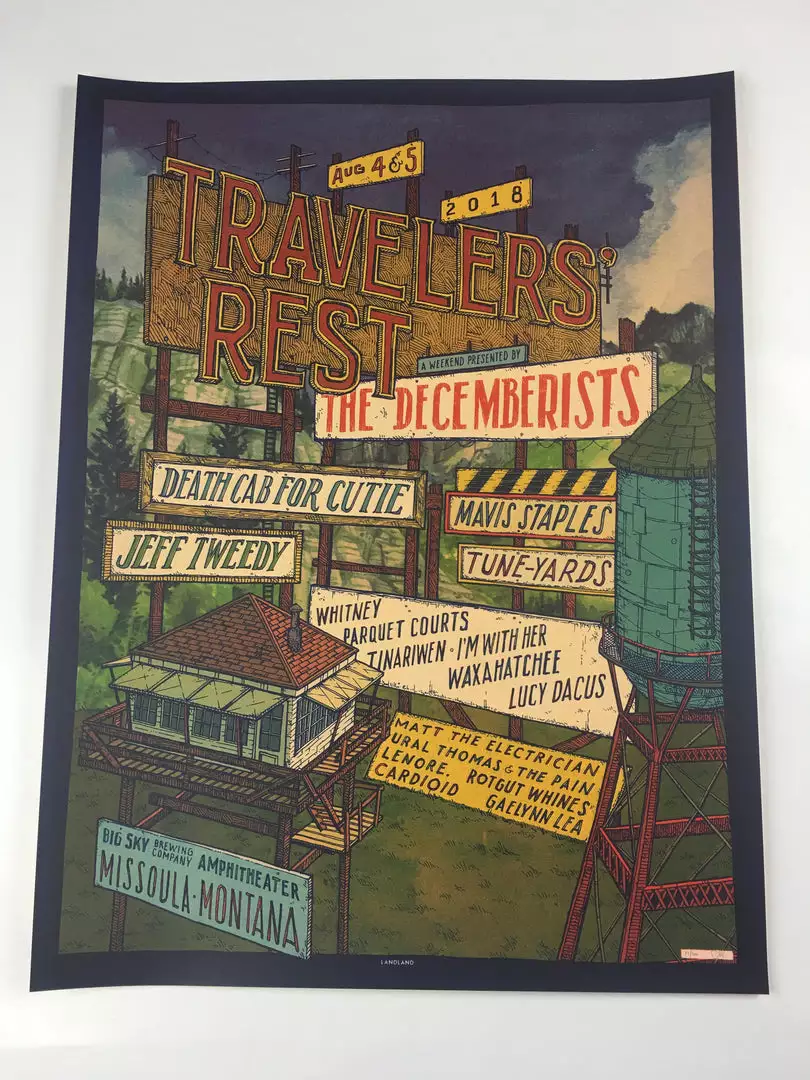 AUG 4 & 5
2018
TRAVELERS'
REST
A WEEKEND PRESENTED BY
THE DECEMBERISTS
DEATH CAB FOR CUTIE
MAVIS STAPLES
JEFF TWEEDY
TUNE-YARDS
WHITNEY
PARQUET COURTS
TINARIWEN • I'M WITH HER
WAXAHATCHEE
LUCY DACUS
MATT THE ELECTRICIAN
URAL THOMAS & THE PAIN
LENORE. ROTGUT WHINES
CARDIOID GAELYNN LEA
BIG SKY BREWING COMPANY AMPHITHEATER
MISSOULA • MONTANA
LANDLAND